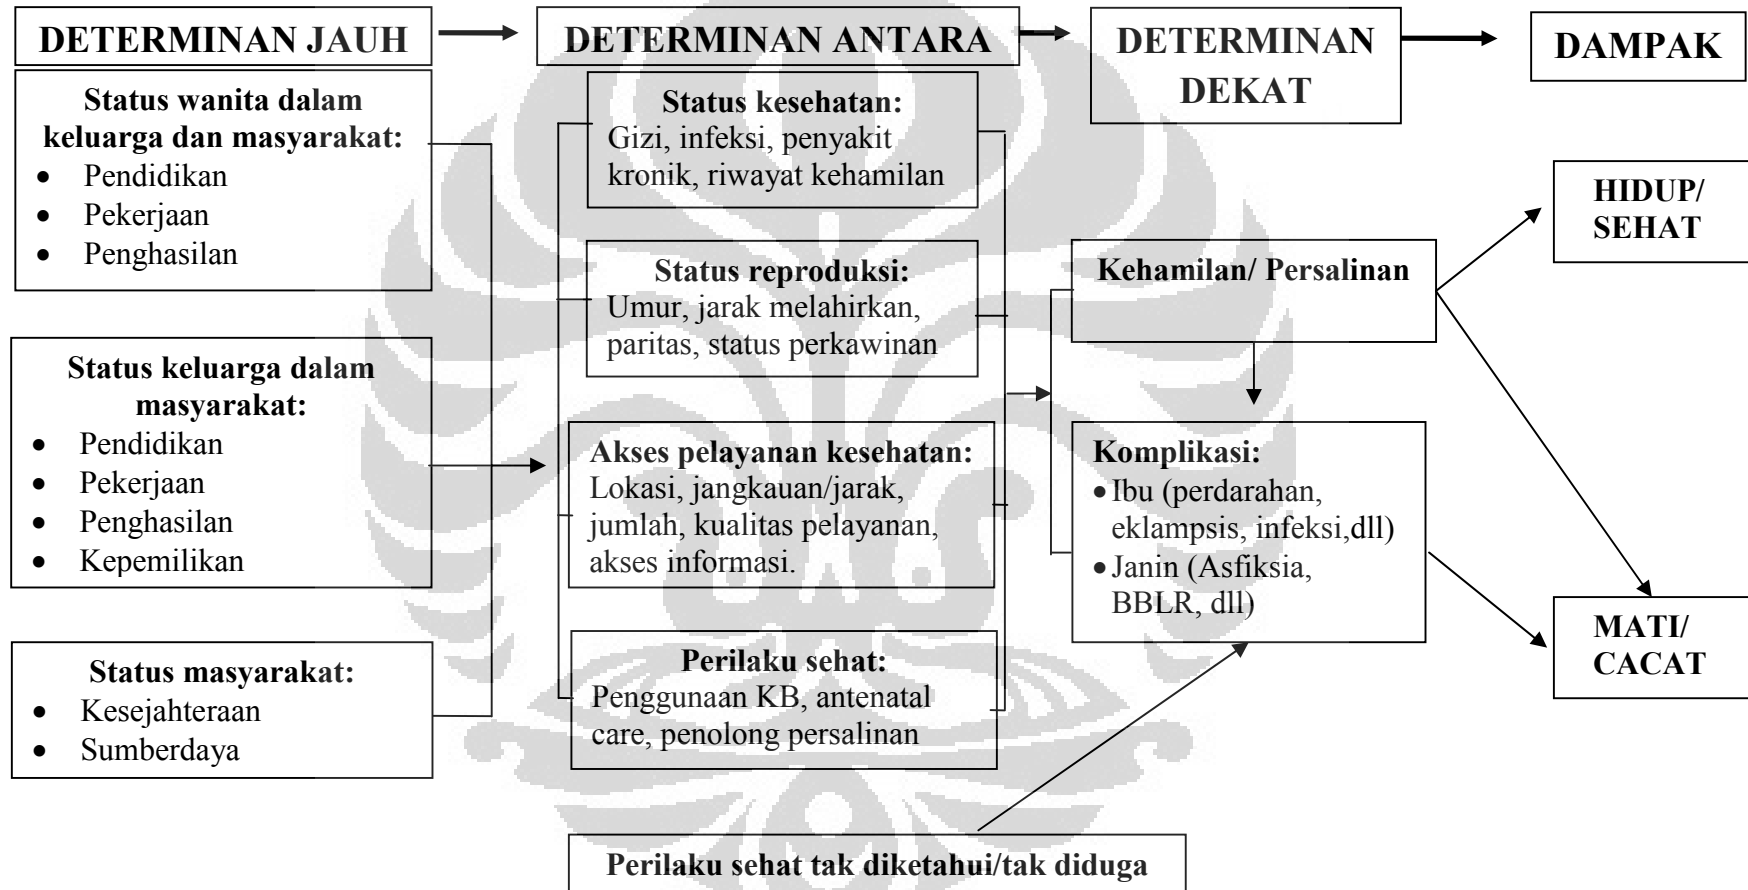 DETERMINAN JAUH
DETERMINAN ANTARA
DETERMINAN
DEKAT
DAMPAK
Status wanita dalam
keluarga dan masyarakat:
• Pendidikan
• Pekerjaan
• Penghasilan
Status keluarga dalam
masyarakat:
• Pendidikan
• Pekerjaan
• Penghasilan
• Kepemilikan
Status masyarakat:
• Kesejahteraan
• Sumberdaya
Status kesehatan:
Gizi, infeksi, penyakit
kronik, riwayat kehamilan
Status reproduksi:
Umur, jarak melahirkan,
paritas, status perkawinan
Akses pelayanan kesehatan:
Lokasi, jangkauan/jarak,
jumlah, kualitas pelayanan,
akses informasi.
Perilaku sehat:
Penggunaan KB, antenatal
care, penolong persalinan
Perilaku sehat tak diketahui/tak diduga
Kehamilan/ Persalinan
Komplikasi:
• Ibu (perdarahan,
eklampsis, infeksi,dll)
• Janin (Asfiksia,
BBLR, dll)
HIDUP/
SEHAT
MATI/
CACAT